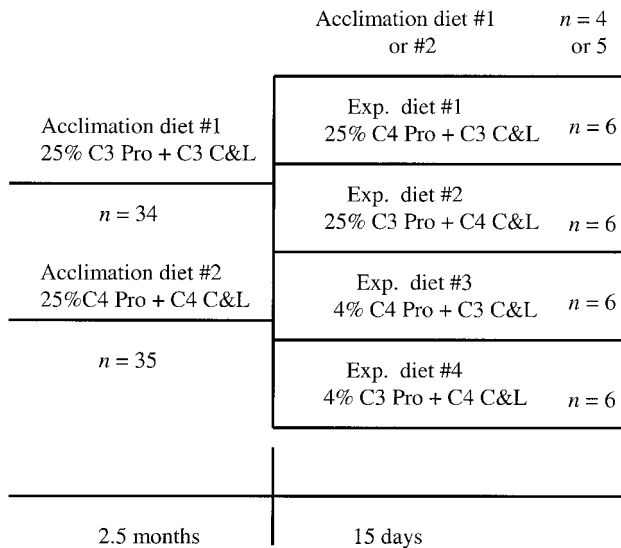 Acclimation diet #1 n = 4
or #2 or 5
Acclimation diet #1
25% C3 Pro + C3 C&L
n = 34
Acclimation diet #2
25%C4 Pro + C4 C&L
n = 35
Exp. diet #1
25% C4 Pro + C3 C&L n = 6
Exp. diet #2
25% C3 Pro + C4 C&L n = 6
Exp. diet #3
4% C4 Pro + C3 C&L n = 6
Exp. diet #4
4% C3 Pro + C4 C&L n = 6
2.5 months 15 days